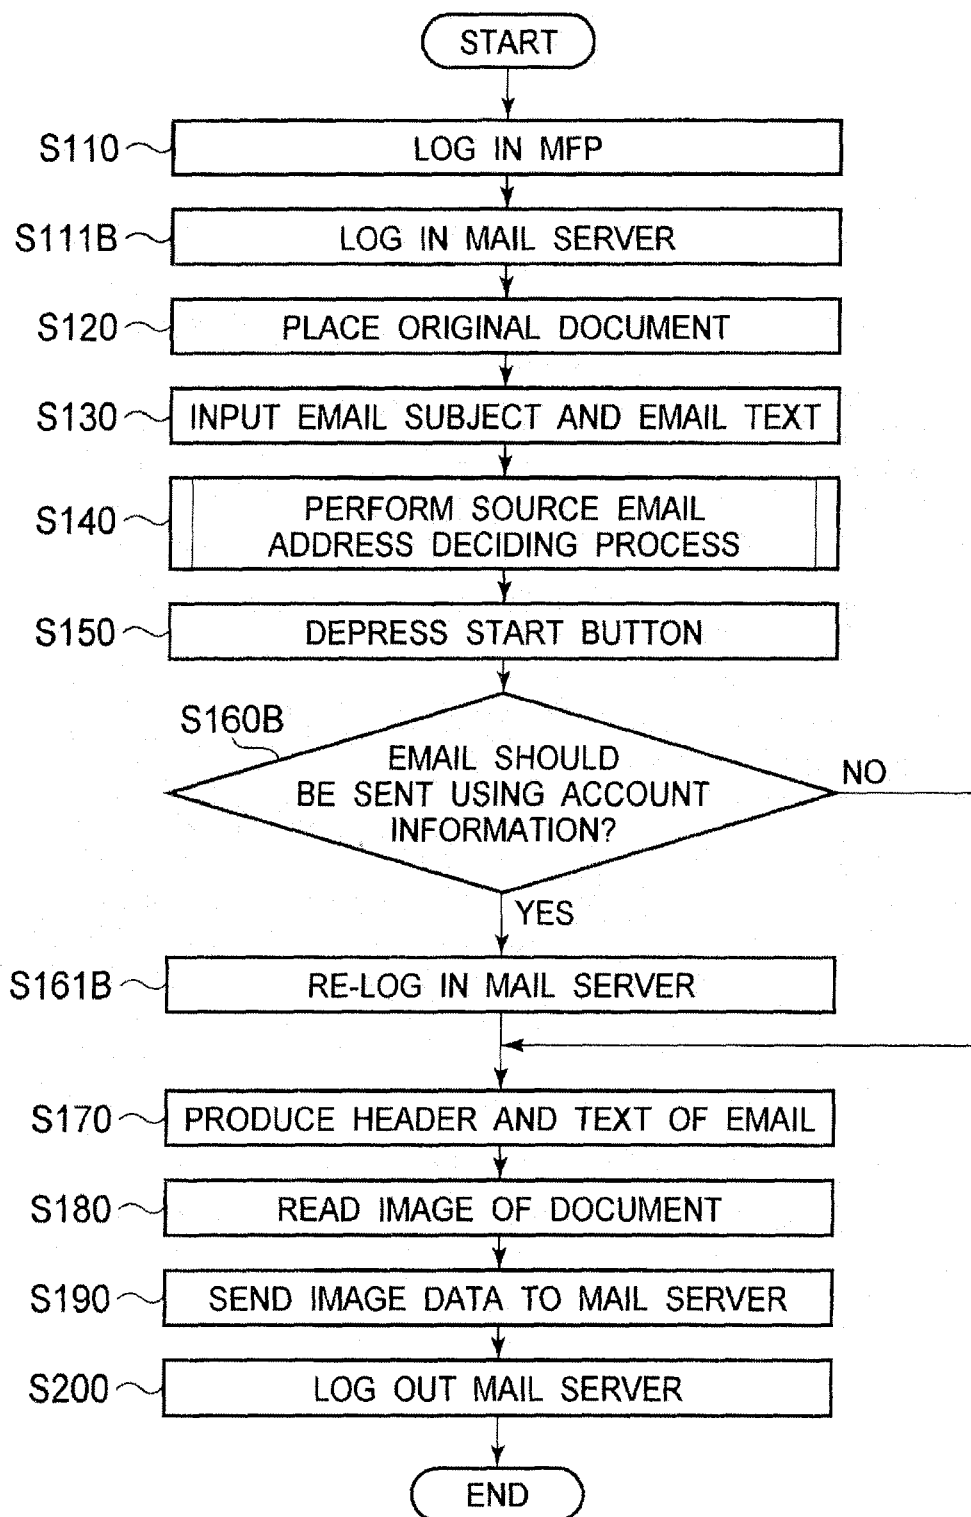 START
S110
LOG IN MFP
S111B
LOG IN MAIL SERVER
S120
PLACE ORIGINAL DOCUMENT
S130
INPUT EMAIL SUBJECT AND EMAIL TEXT
S140
PERFORM SOURCE EMAIL
ADDRESS DECIDING PROCESS
S150
DEPRESS START BUTTON
S160B
EMAIL SHOULD
BE SENT USING ACCOUNT
INFORMATION?
NO
YES
S161B
RE-LOG IN MAIL SERVER
S170
PRODUCE HEADER AND TEXT OF EMAIL
S180
READ IMAGE OF DOCUMENT
S190
SEND IMAGE DATA TO MAIL SERVER
S200
LOG OUT MAIL SERVER
END